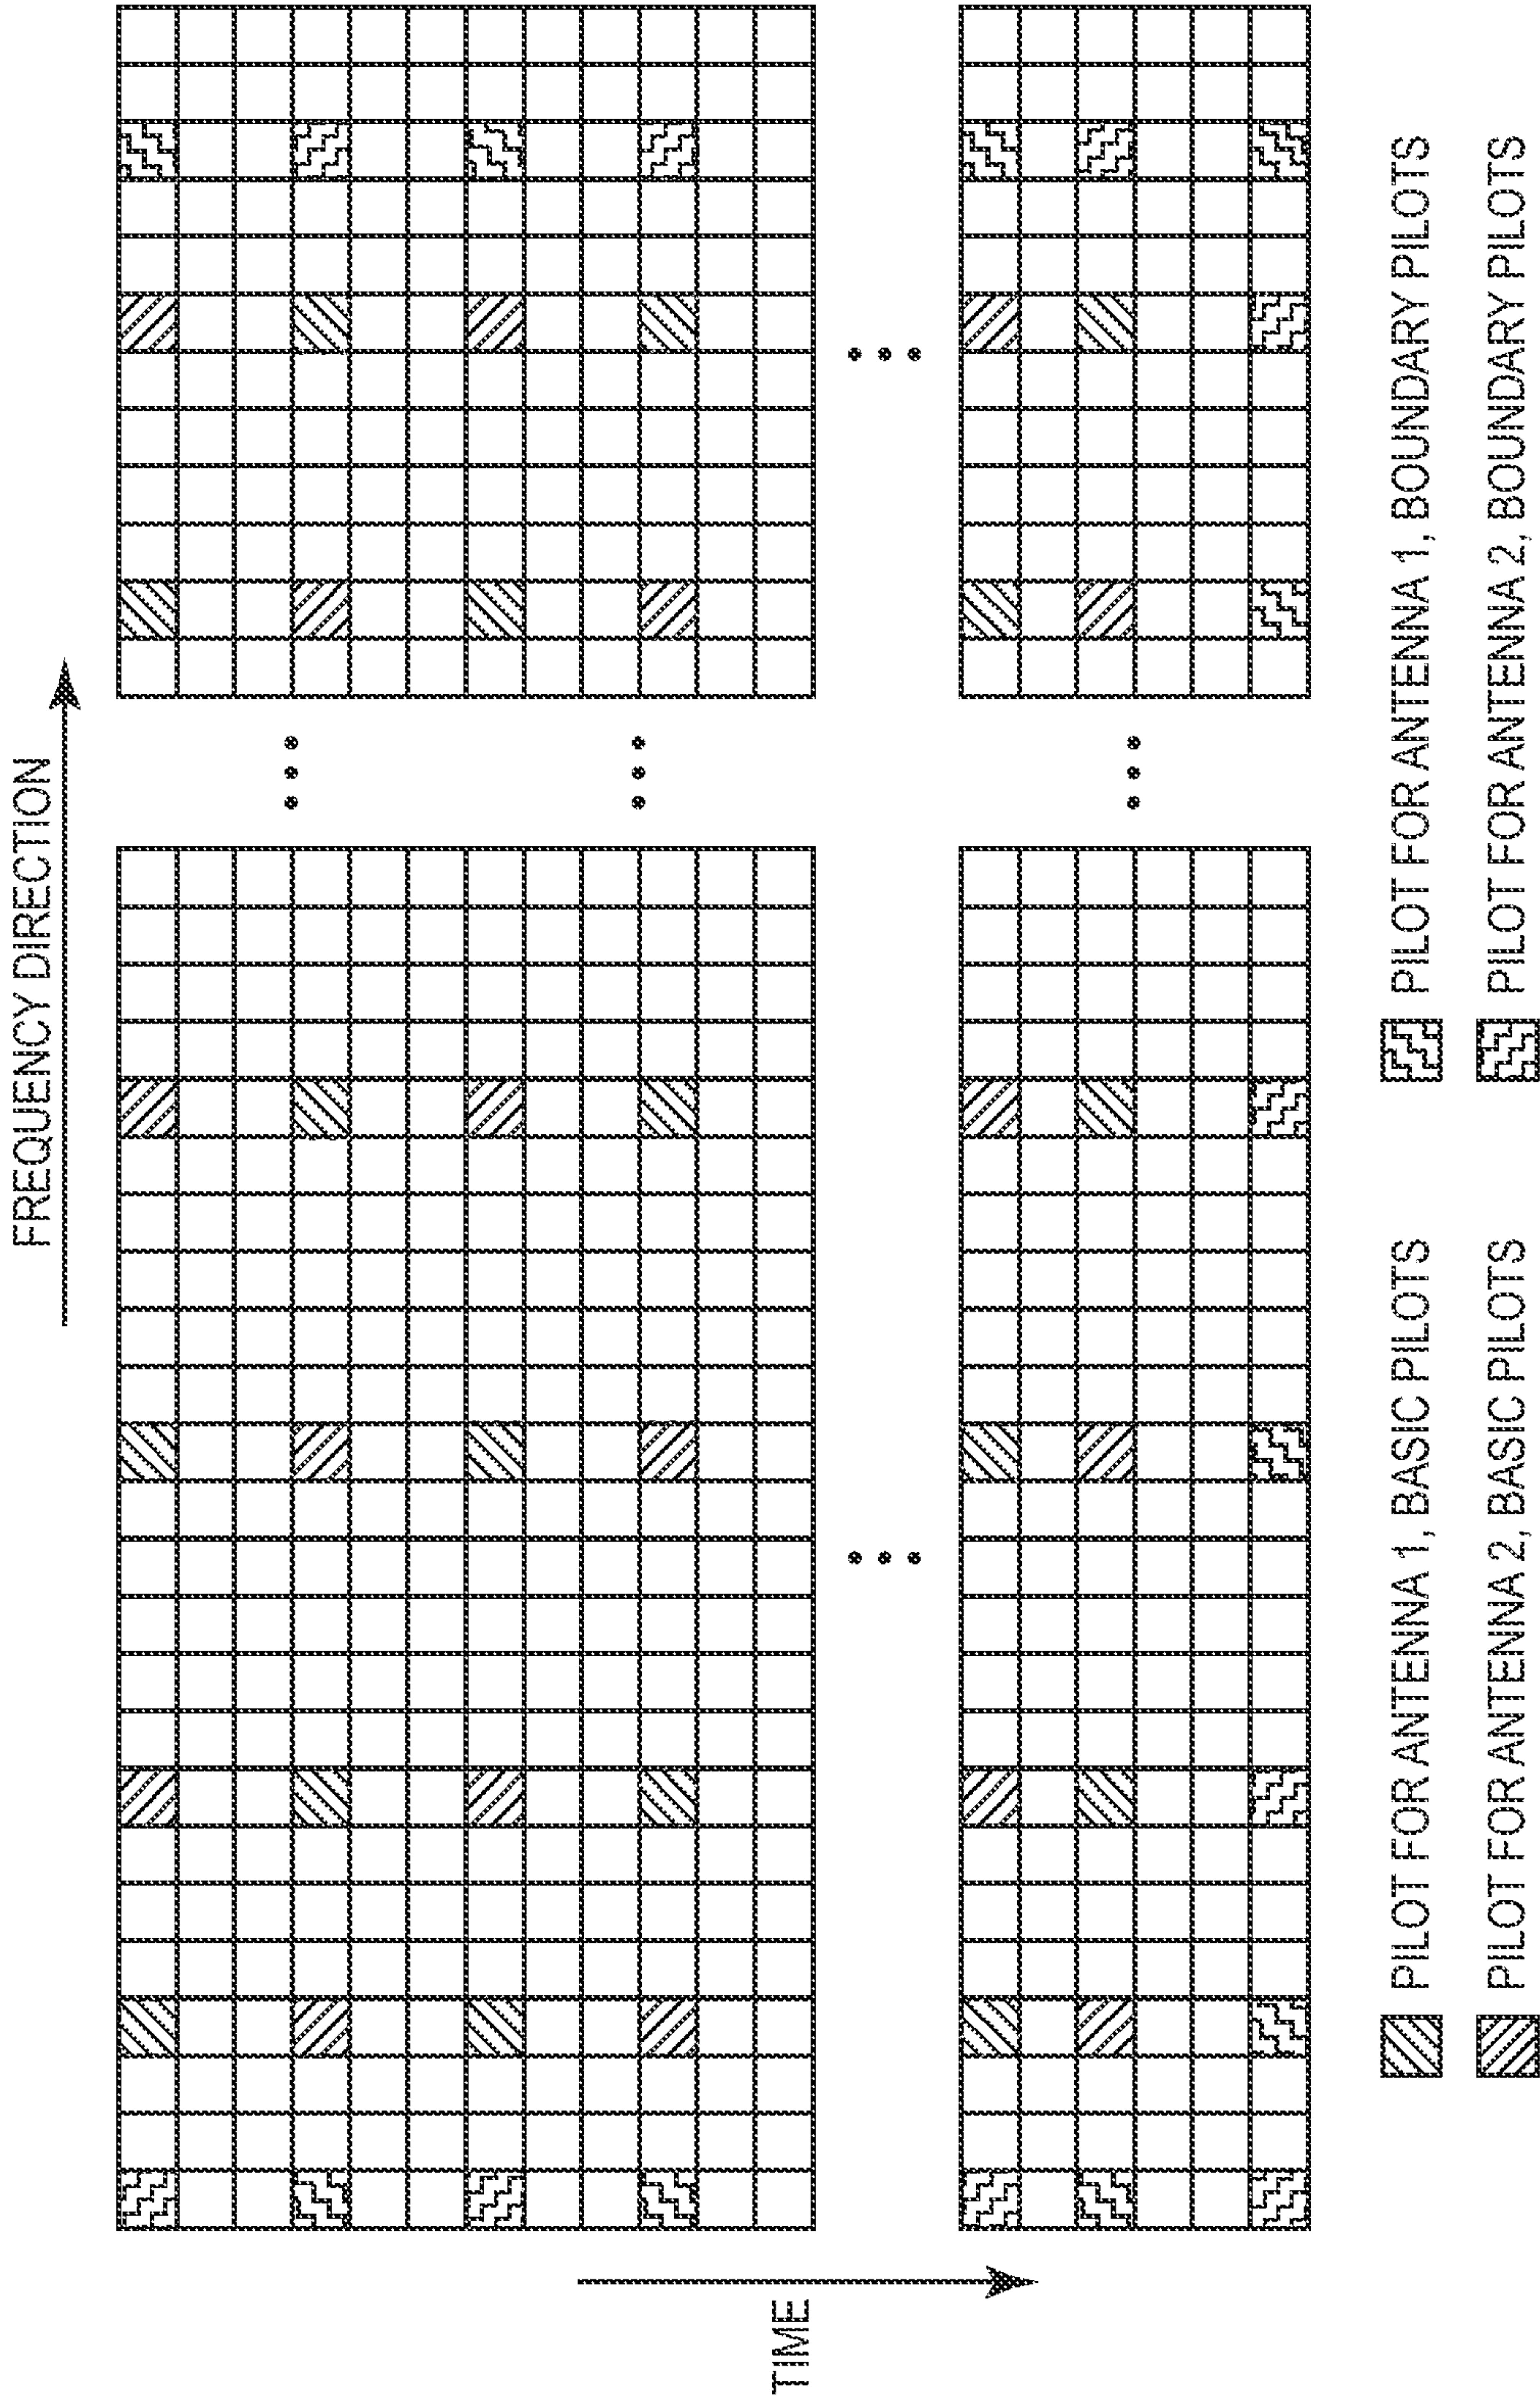 FREQUENCY DIRECTION
TIME
PILOT FOR ANTENNA 1, BASIC PILOTS
PILOT FOR ANTENNA 2, BASIC PILOTS
PILOT FOR ANTENNA 1, BOUNDARY PILOTS
PILOT FOR ANTENNA 2, BOUNDARY PILOTS